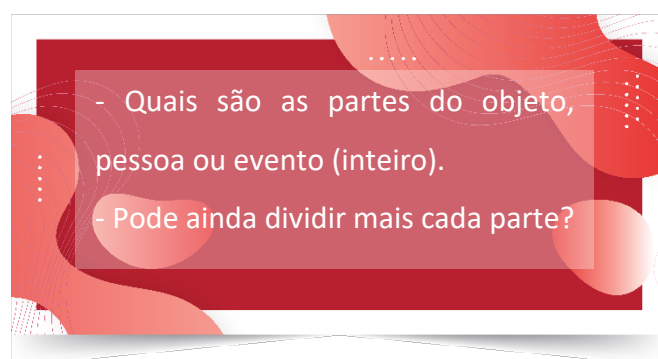 - Quais são as partes do objeto,
pessoa ou evento (inteiro).
- Pode ainda dividir mais cada parte?